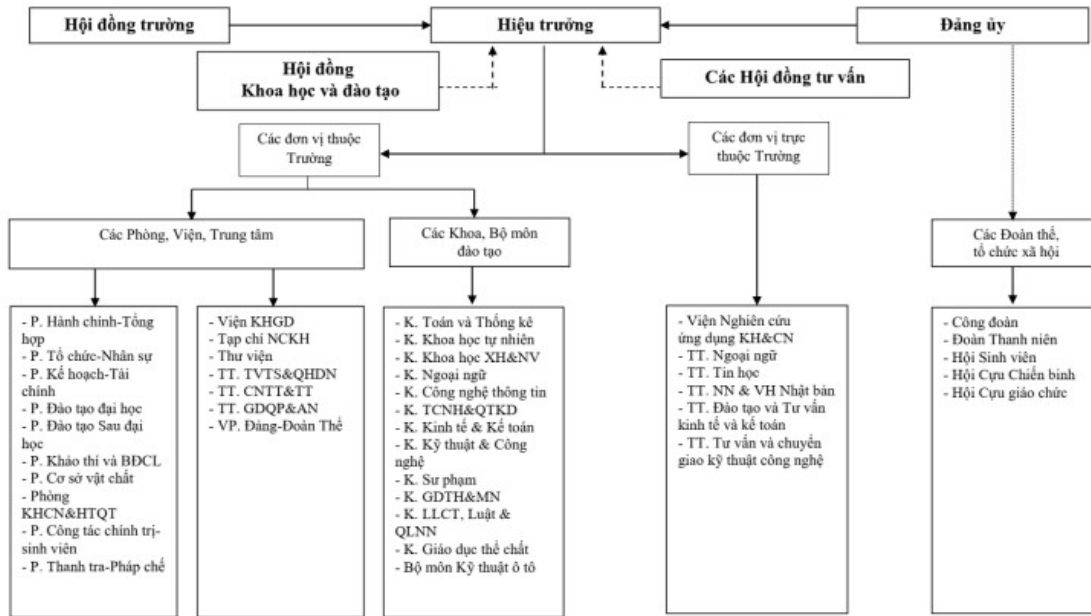 Hội đồng trường
Hiệu trưởng
Đảng ủy
Hội đồng
Khoa học và đào tạo
Các Hội đồng tư vấn
Các đơn vị thuộc
Trường
Các đơn vị trực
thuộc Trường
Các Phòng, Viện, Trung tâm
Các Khoa, Bộ môn
đào tạo
Các Đoàn thể,
tổ chức xã hội
- P. Hành chính-Tổng
hợp
- P. Tổ chức-Nhân sự
- P. Kế hoạch-Tài
chính
- P. Đào tạo đại học
- P. Đào tạo Sau đại
học
- P. Khảo thí và BĐCL
- P. Cơ sở vật chất
- Phòng
KHCN&HTQT
- P. Công tác chính trị-
sinh viên
- P. Thanh tra-Pháp chế
- Viện KHGD
- Tạp chí NCKH
- Thư viện
- TT. TVTS&QHDN
- TT. CNTT&TT
- TT. GDQP&AN
- VP. Đảng-Đoàn Thể
- K. Toán và Thống kê
- K. Khoa học tự nhiên
- K. Khoa học XH&NV
- K. Ngoại ngữ
- K. Công nghệ thông tin
- K. TCNH&QTKD
- K. Kinh tế & Kế toán
- K. Kỹ thuật & Công
nghệ
- K. Sư phạm
- K. GDTH&MN
- K. LLCT, Luật &
QLNN
- K. Giáo dục thể chất
- Bộ môn Kỹ thuật ô tô
- Viện Nghiên cứu
ứng dụng KH&CN
- TT. Ngoại ngữ
- TT. Tin học
- TT. NN & VH Nhật bản
- TT. Đào tạo và Tư vấn
kinh tế và kế toán
- TT. Tư vấn và chuyển
giao kỹ thuật công nghệ
- Công đoàn
- Đoàn Thanh niên
- Hội Sinh viên
- Hội Cựu Chiến binh
- Hội Cựu giáo chức